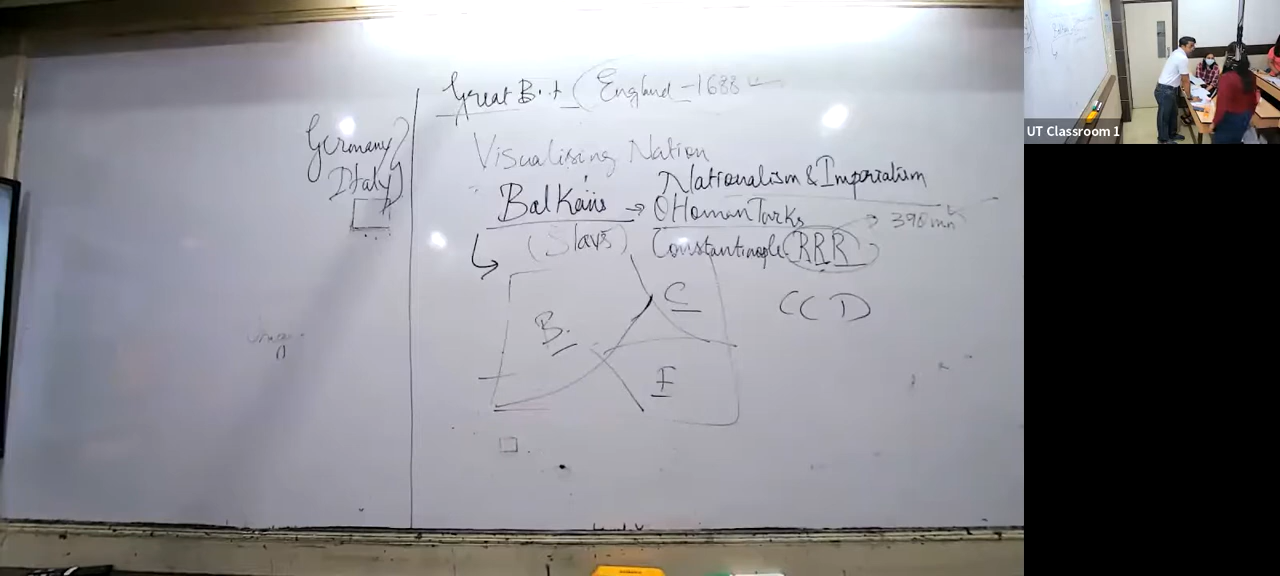 Germany
Italy
Great B.t (England - 1688
Visualising Nation
Nationalism & Imperialism
Balkans → Ottoman Turks
(Slavs) Constantinople RRR → 390 mn
B. C
E
CCD
UT Classroom 1